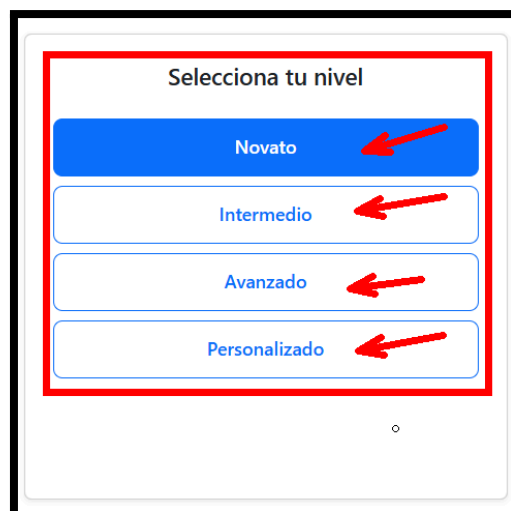 Selecciona tu nivel
Novato
Intermedio
Avanzado
Personalizado